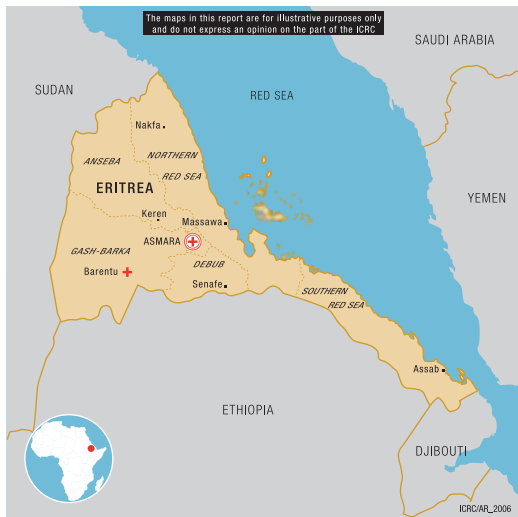 The maps in this report are for illustrative purposes only
and do not express an opinion on the part of the ICRC
SAUDI ARABIA
SUDAN
RED SEA
Nakfa
ANSEBA
NORTHERN
RED SEA
ERITREA
YEMEN
Keren
Massawa
ASMARA
GASH-BARKA
DEBUB
Barentu
Senafe
SOUTHERN
RED SEA
Assab
ETHIOPIA
DJIBOUTI
ICRC/AR_2006